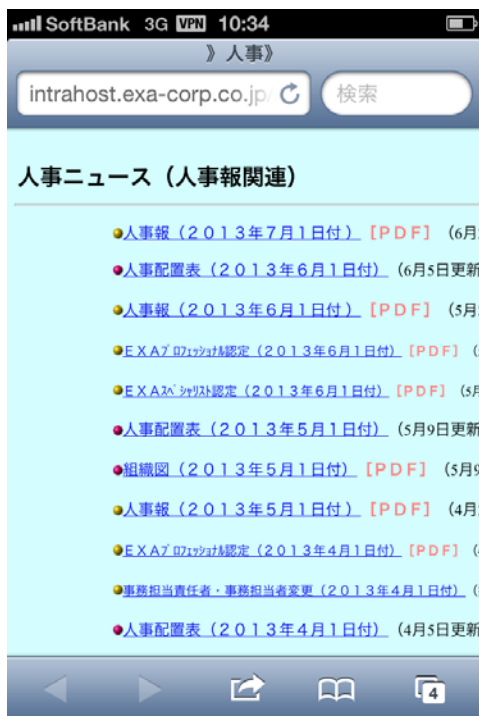 SoftBank 3G VPN 10:34
》人事》
intrahost.exa-corp.co.jp/
検索
人事ニュース（人事報関連）
人事報（２０１３年７月１日付） ［ＰＤＦ］ （6月
人事配置表（２０１３年６月１日付） （6月5日更新
人事報（２０１３年６月１日付） ［ＰＤＦ］ （5月
ＥＸＡﾌﾟﾛﾌｪｯｼｮﾅﾙ認定（２０１３年６月１日付） ［ＰＤＦ］ （
ＥＸＡｽﾍﾟｼｬﾘｽﾄ認定（２０１３年６月１日付） ［ＰＤＦ］ （5月
人事配置表（２０１３年５月１日付） （5月9日更新
組織図（２０１３年５月１日付） ［ＰＤＦ］ （5月9
人事報（２０１３年５月１日付） ［ＰＤＦ］ （4月
ＥＸＡﾌﾟﾛﾌｪｯｼｮﾅﾙ認定（２０１３年４月１日付） ［ＰＤＦ］ （
事務担当責任者・事務担当者変更（２０１３年４月１日付） （
人事配置表（２０１３年４月１日付） （4月5日更新
4